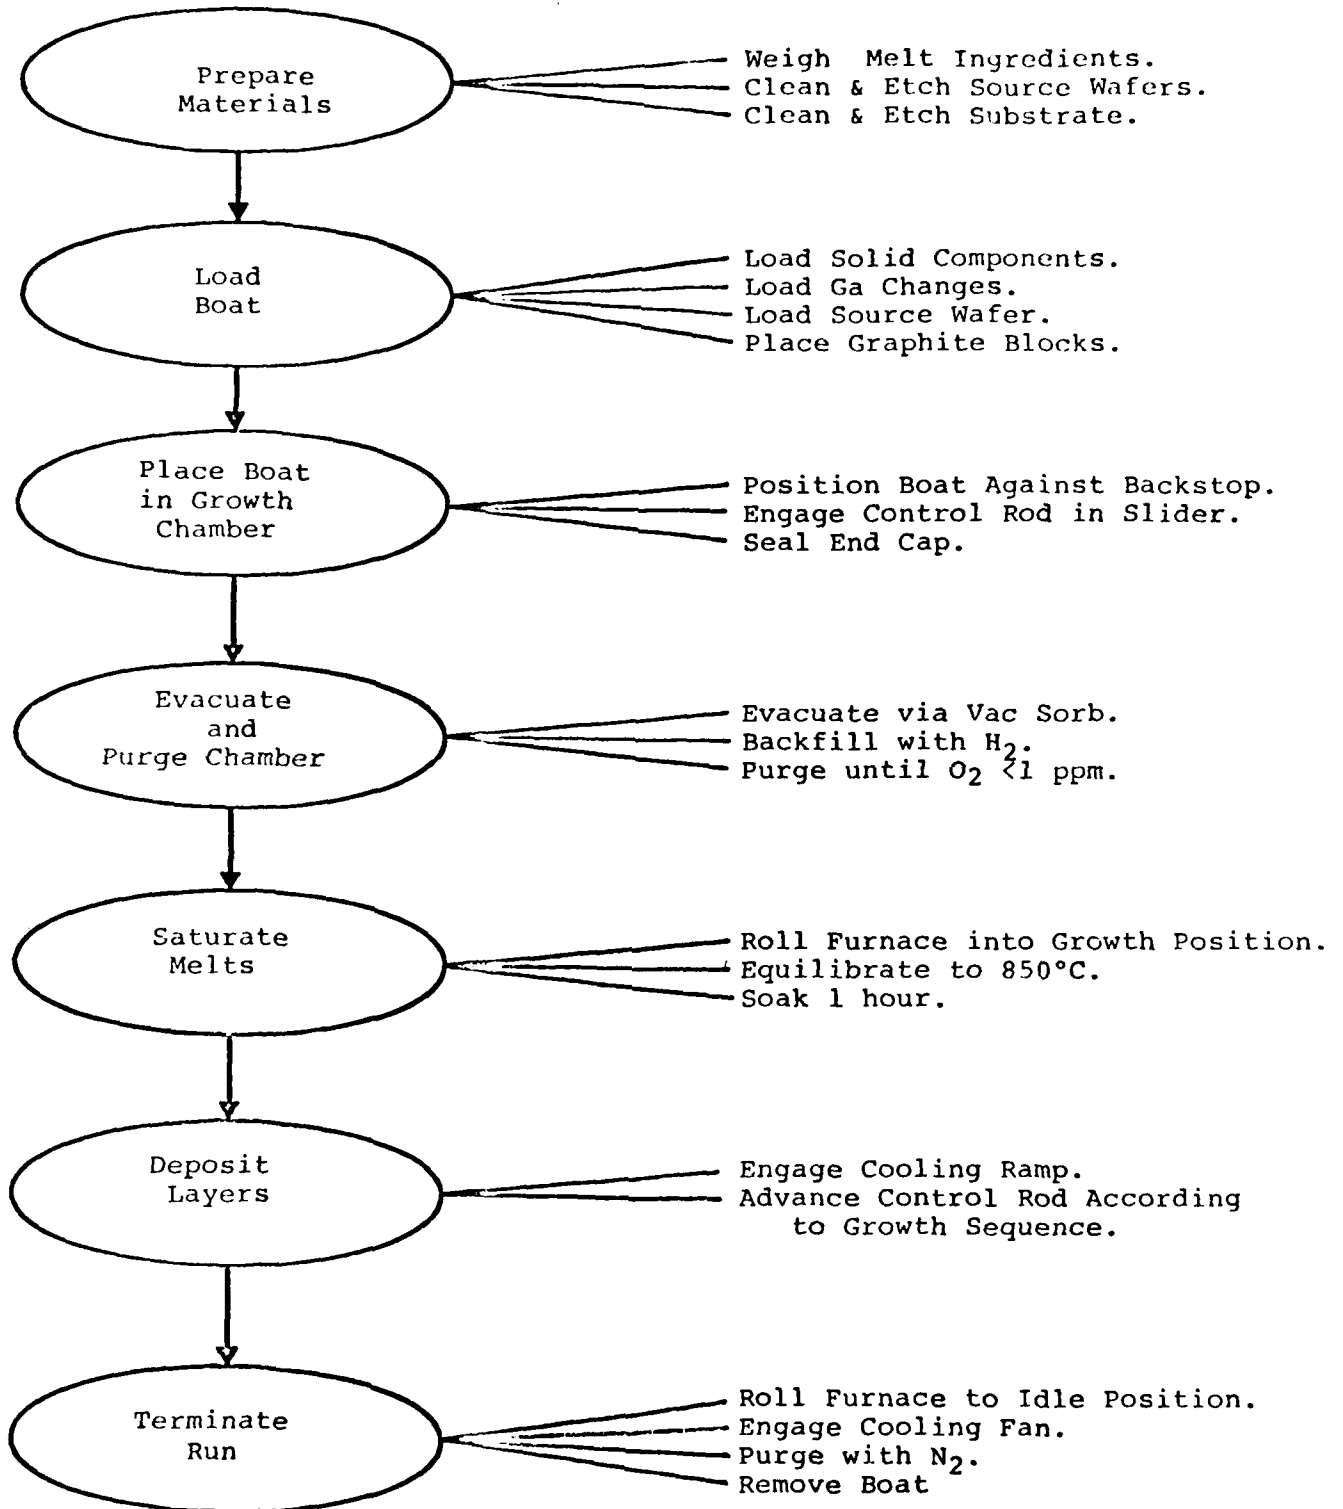 Prepare
Materials
Weigh Melt Ingredients.
Clean & Etch Source Wafers.
Clean & Etch Substrate.
Load
Boat
Load Solid Components.
Load Ga Changes.
Load Source Wafer.
Place Graphite Blocks.
Place Boat
in Growth
Chamber
Position Boat Against Backstop.
Engage Control Rod in Slider.
Seal End Cap.
Evacuate
and
Purge Chamber
Evacuate via Vac Sorb.
Backfill with H2.
Purge until O2 <1 ppm.
Saturate
Melts
Roll Furnace into Growth Position.
Equilibrate to 850°C.
Soak 1 hour.
Deposit
Layers
Engage Cooling Ramp.
Advance Control Rod According
to Growth Sequence.
Terminate
Run
Roll Furnace to Idle Position.
Engage Cooling Fan.
Purge with N2.
Remove Boat